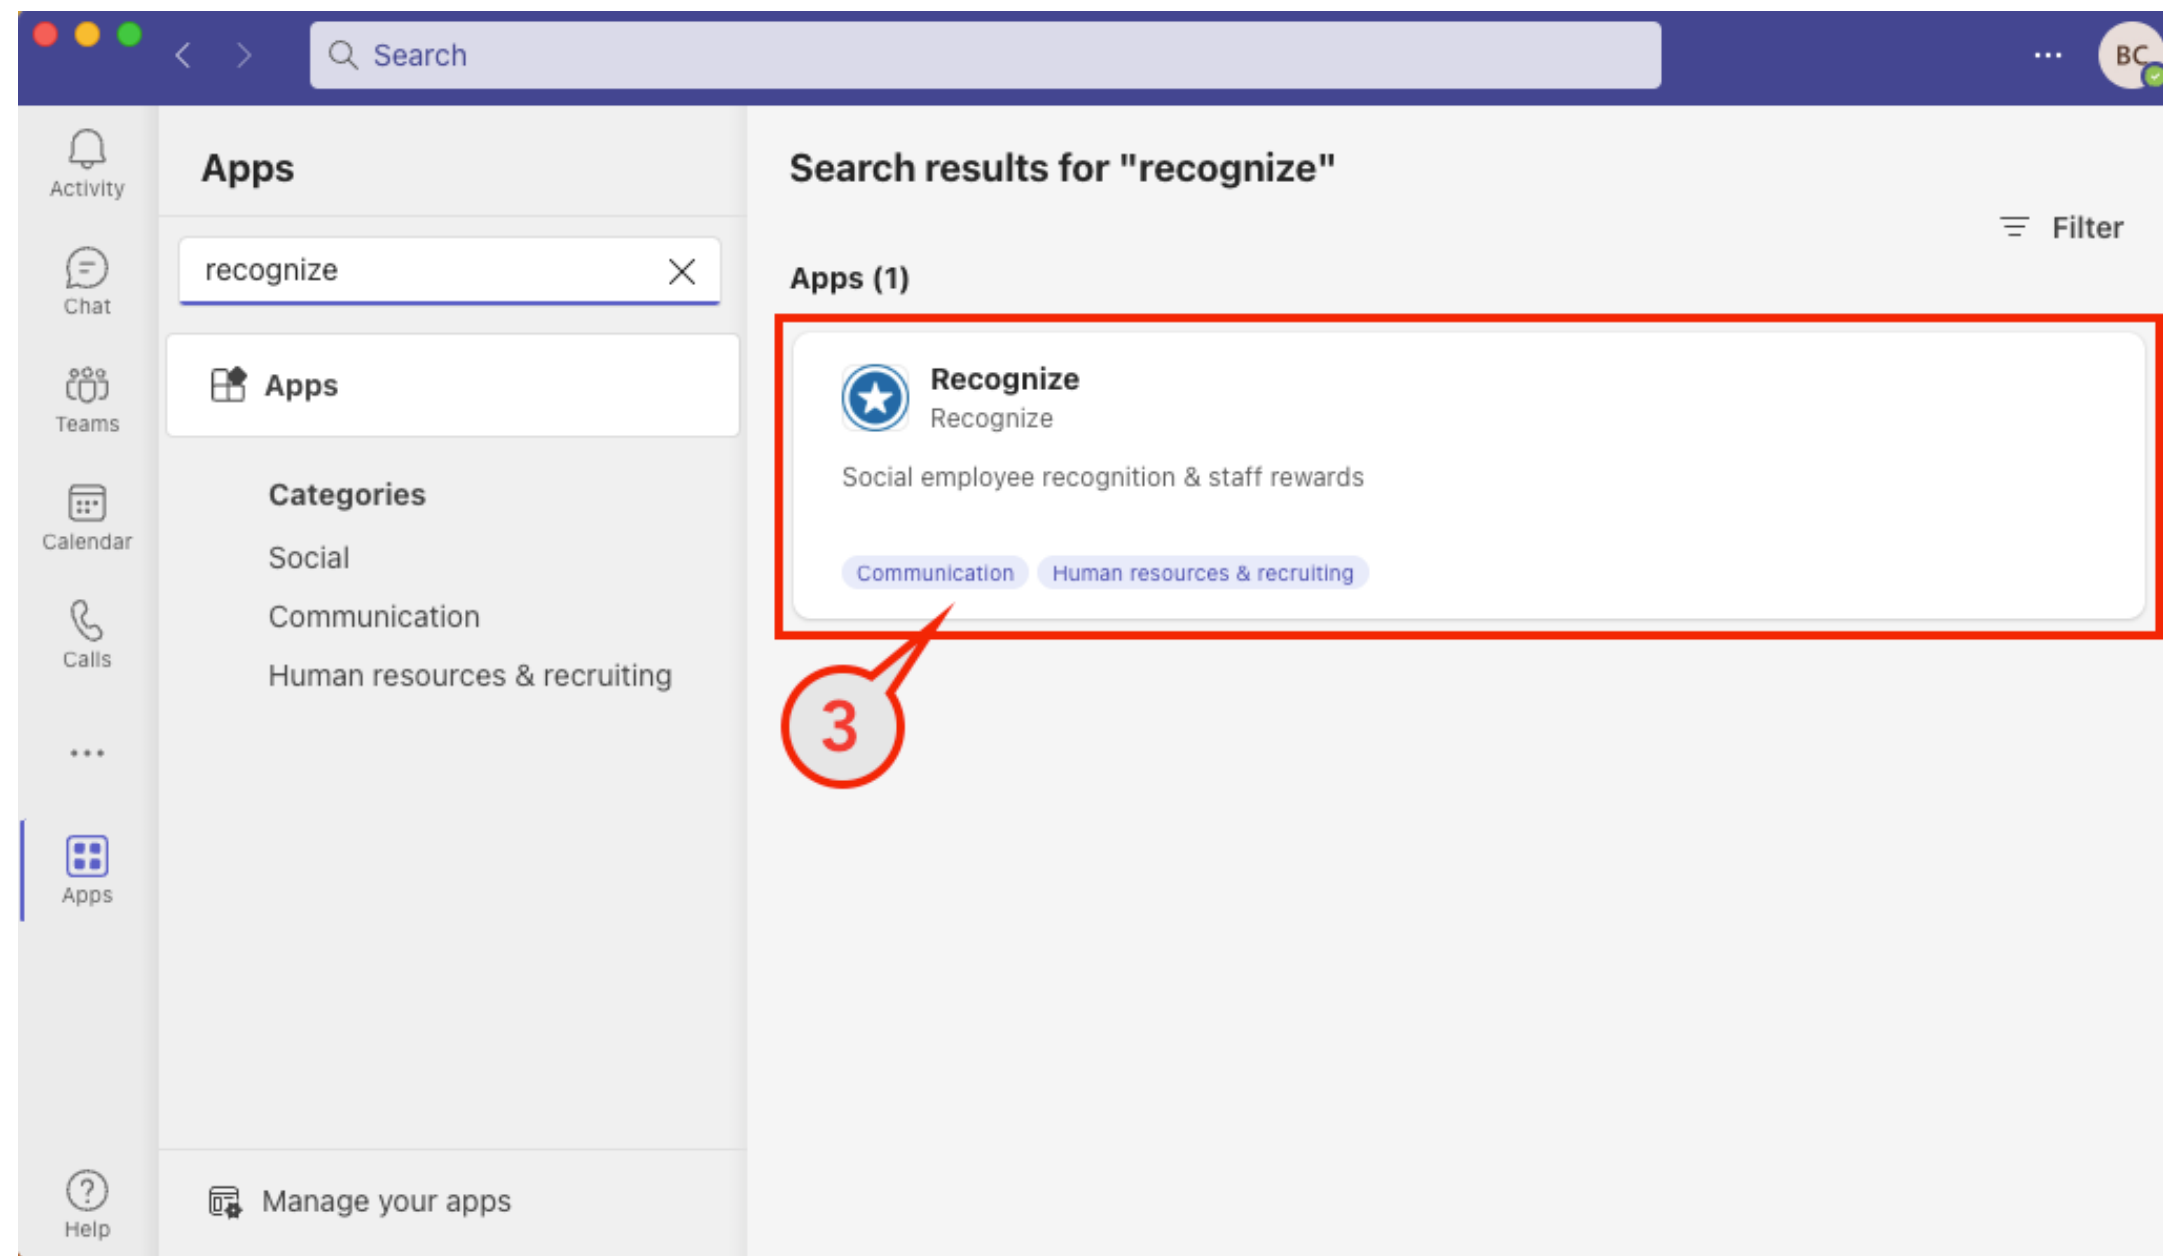 Search
...
BC
Activity
Chat
Teams
Calendar
Calls
...
Apps
Help
Apps
recognize
Apps
Categories
Social
Communication
Human resources & recruiting
Manage your apps
Search results for "recognize"
Filter
Apps (1)
Recognize
Recognize
Social employee recognition & staff rewards
Communication Human resources & recruiting
3